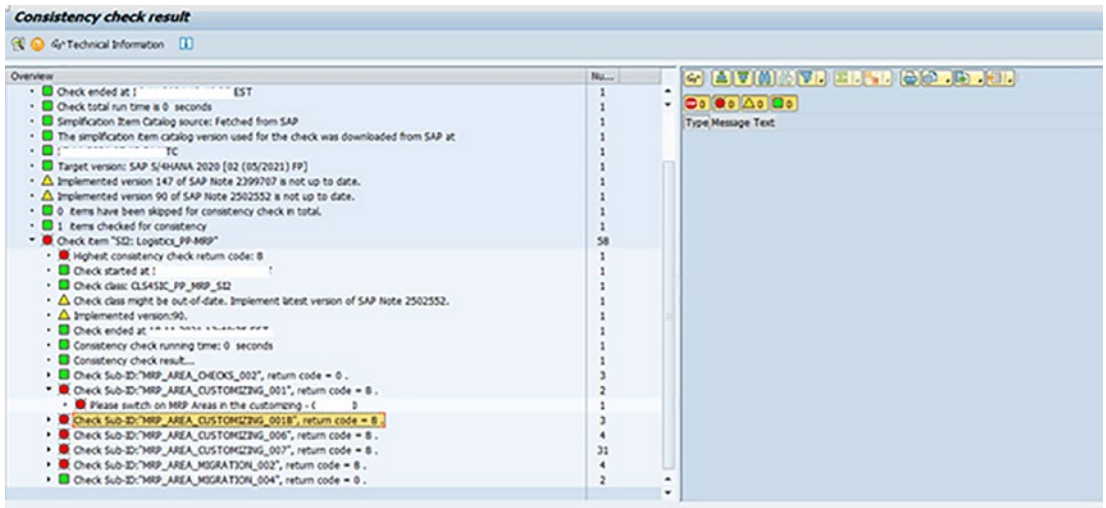 Consistency check result
Technical Information
Overview
Nu...
Check ended at EST 1
Check total run time is 0 seconds 1
Simplification Item Catalog source: Fetched from SAP 1
The simplification item catalog version used for the check was downloaded from SAP at 1
TC 1
Target version: SAP S/4HANA 2020 [02 (05/2021) FP] 1
Implemented version 147 of SAP Note 2399707 is not up to date. 1
Implemented version 90 of SAP Note 2502552 is not up to date. 1
0 items have been skipped for consistency check in total. 1
1 items checked for consistency 1
Check item "SI2: Logistics_PP-MRP" 58
Highest consistency check return code: 8 1
Check started at 1
Check class: CLS4SIC_PP_MRP_SI2 1
Check class might be out-of-date. Implement latest version of SAP Note 2502552. 1
Implemented version:90. 1
Check ended at 1
Consistency check running time: 0 seconds 1
Consistency check result... 1
Check Sub-ID:"MRP_AREA_CHECKS_002", return code = 0 . 3
Check Sub-ID:"MRP_AREA_CUSTOMIZING_001", return code = 8 . 2
Please switch on MRP Areas in the customizing - ( ) 1
Check Sub-ID:"MRP_AREA_CUSTOMIZING_001B", return code = 8 . 3
Check Sub-ID:"MRP_AREA_CUSTOMIZING_006", return code = 8 . 4
Check Sub-ID:"MRP_AREA_CUSTOMIZING_007", return code = 8 . 31
Check Sub-ID:"MRP_AREA_MIGRATION_002", return code = 8 . 4
Check Sub-ID:"MRP_AREA_MIGRATION_004", return code = 0 . 2
0 0 0 0
Type Message Text